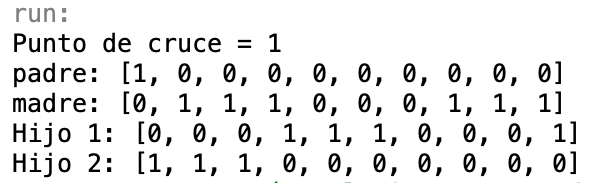 run:
Punto de cruce = 1
padre: [1, 0, 0, 0, 0, 0, 0, 0, 0, 0]
madre: [0, 1, 1, 1, 0, 0, 0, 1, 1, 1]
Hijo 1: [0, 0, 0, 1, 1, 1, 0, 0, 0, 1]
Hijo 2: [1, 1, 1, 0, 0, 0, 0, 0, 0, 0]